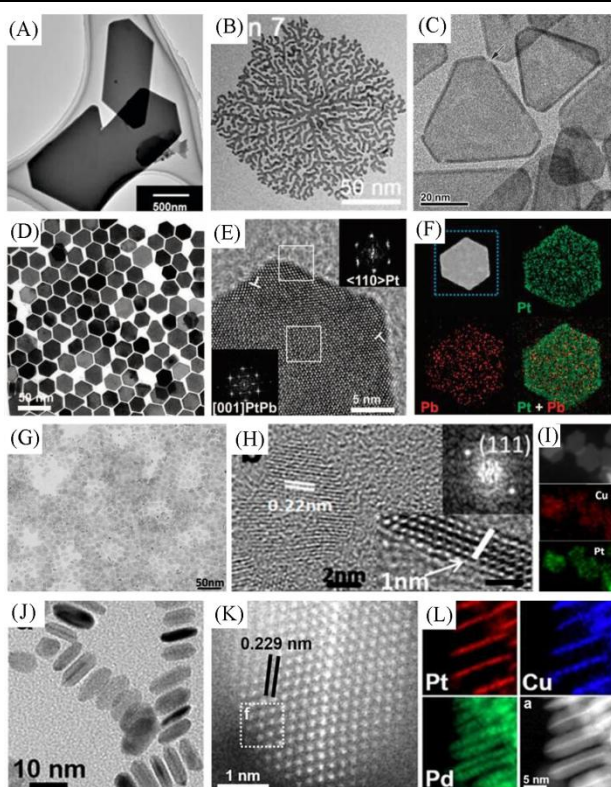 (A)
500nm
(B)
n 7
50 nm
(C)
20 nm
(D)
50 nm
(E)
<110>Pt
[001]PtPb
5 nm
(F)
Pt
Pb
Pt + Pb
(G)
50nm
(H)
(111)
0.22nm
2nm
1nm
(I)
Cu
Pt
(J)
10 nm
(K)
0.229 nm
f
1 nm
(L)
Pt
Cu
Pd
a
5 nm